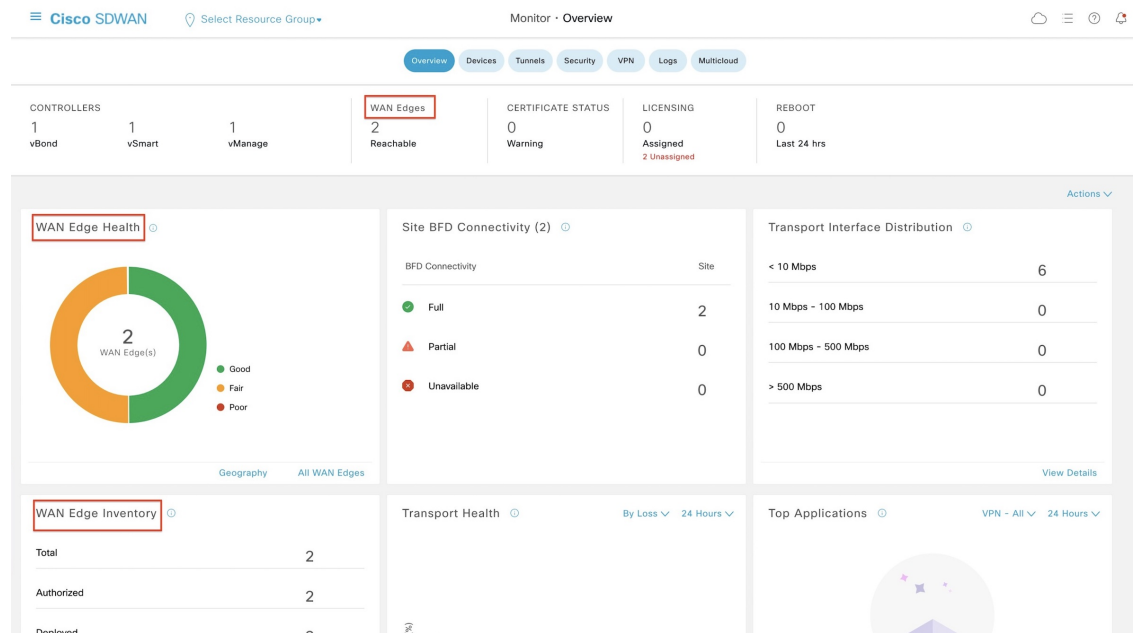 Cisco SDWAN
Select Resource Group▾
Monitor · Overview
Overview Devices Tunnels Security VPN Logs Multicloud
CONTROLLERS
1 1 1
vBond vSmart vManage
WAN Edges
2
Reachable
CERTIFICATE STATUS
0
Warning
LICENSING
0
Assigned
2 Unassigned
REBOOT
0
Last 24 hrs
Actions
WAN Edge Health
2
WAN Edge(s)
Good
Fair
Poor
Geography All WAN Edges
Site BFD Connectivity (2)
BFD Connectivity Site
Full 2
Partial 0
Unavailable 0
Transport Interface Distribution
< 10 Mbps 6
10 Mbps - 100 Mbps 0
100 Mbps - 500 Mbps 0
> 500 Mbps 0
View Details
WAN Edge Inventory
Total 2
Authorized 2
Deployed
Transport Health By Loss 24 Hours
Top Applications VPN - All 24 Hours